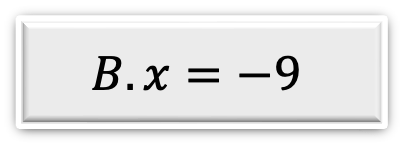 B. x = −9